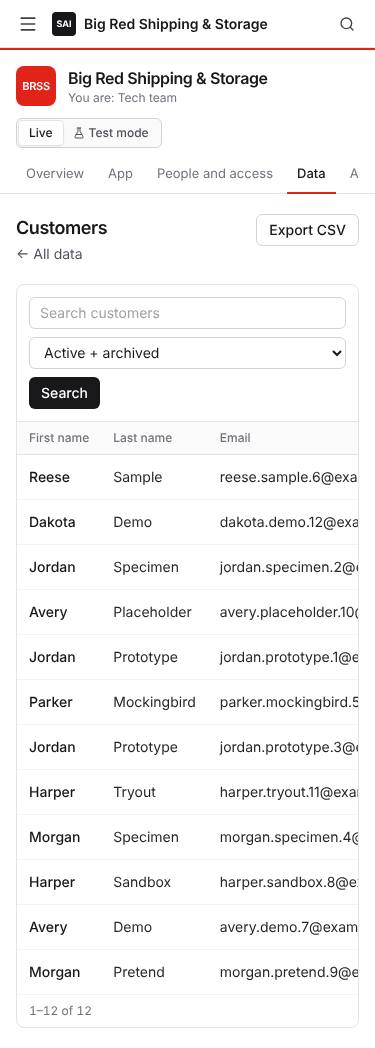 SAI Big Red Shipping & Storage
BRSS
Big Red Shipping & Storage
You are: Tech team
Live Test mode
Overview App People and access Data A
Customers
Export CSV
← All data
Search customers
Active + archived
Search
First name Last name Email
Reese Sample reese.sample.6@exa
Dakota Demo dakota.demo.12@exa
Jordan Specimen jordan.specimen.2@e
Avery Placeholder avery.placeholder.10@
Jordan Prototype jordan.prototype.1@e
Parker Mockingbird parker.mockingbird.5
Jordan Prototype jordan.prototype.3@e
Harper Tryout harper.tryout.11@exa
Morgan Specimen morgan.specimen.4@
Harper Sandbox harper.sandbox.8@e
Avery Demo avery.demo.7@exam
Morgan Pretend morgan.pretend.9@e
1–12 of 12